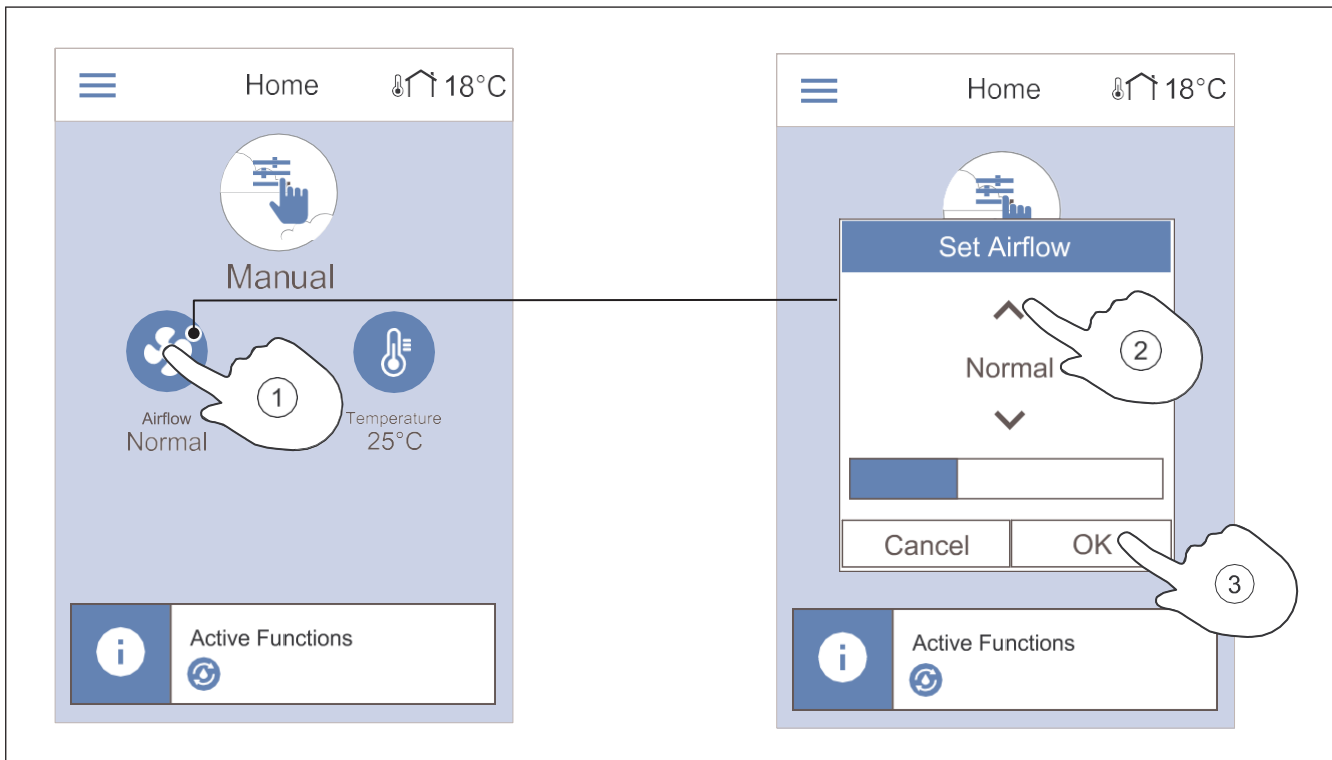 Home 18°C
Manual
1
Airflow
Normal
Temperature
25°C
i
Active Functions
Home 18°C
Set Airflow
2
Normal
Cancel
OK
3
i
Active Functions